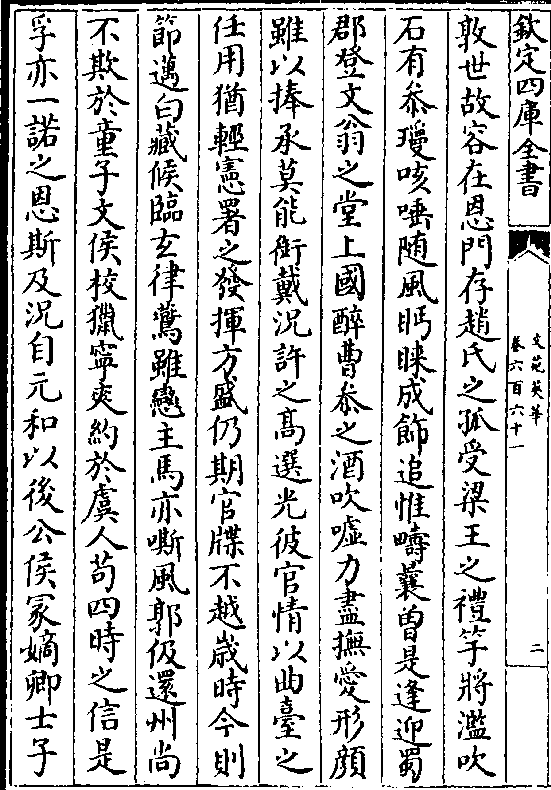 欽定四庫全書
文苑英華
卷六百六十一
二
敦世故容在恩門存趙氏之孤受梁王之禮竽將濫吹
石有叅瓊咳唾随風眄睞成飾追惟疇曩曽是逢迎蜀
郡登文翁之堂上國醉曹叅之酒吹嘘力盡撫愛形顔
雖以捧承莫能銜戴況許之髙選光彼官情以曲臺之
任用猶輕憲署之發揮方盛仍期官牒不越歳時今則
節邁白藏候臨玄律鶯雖戀主馬亦嘶風郭伋還州尚
不欺於童子文侯校獵寧爽約於虞人茍四時之信是
孚亦一諾之恩斯及況自元和以後公侯冢嫡卿士子